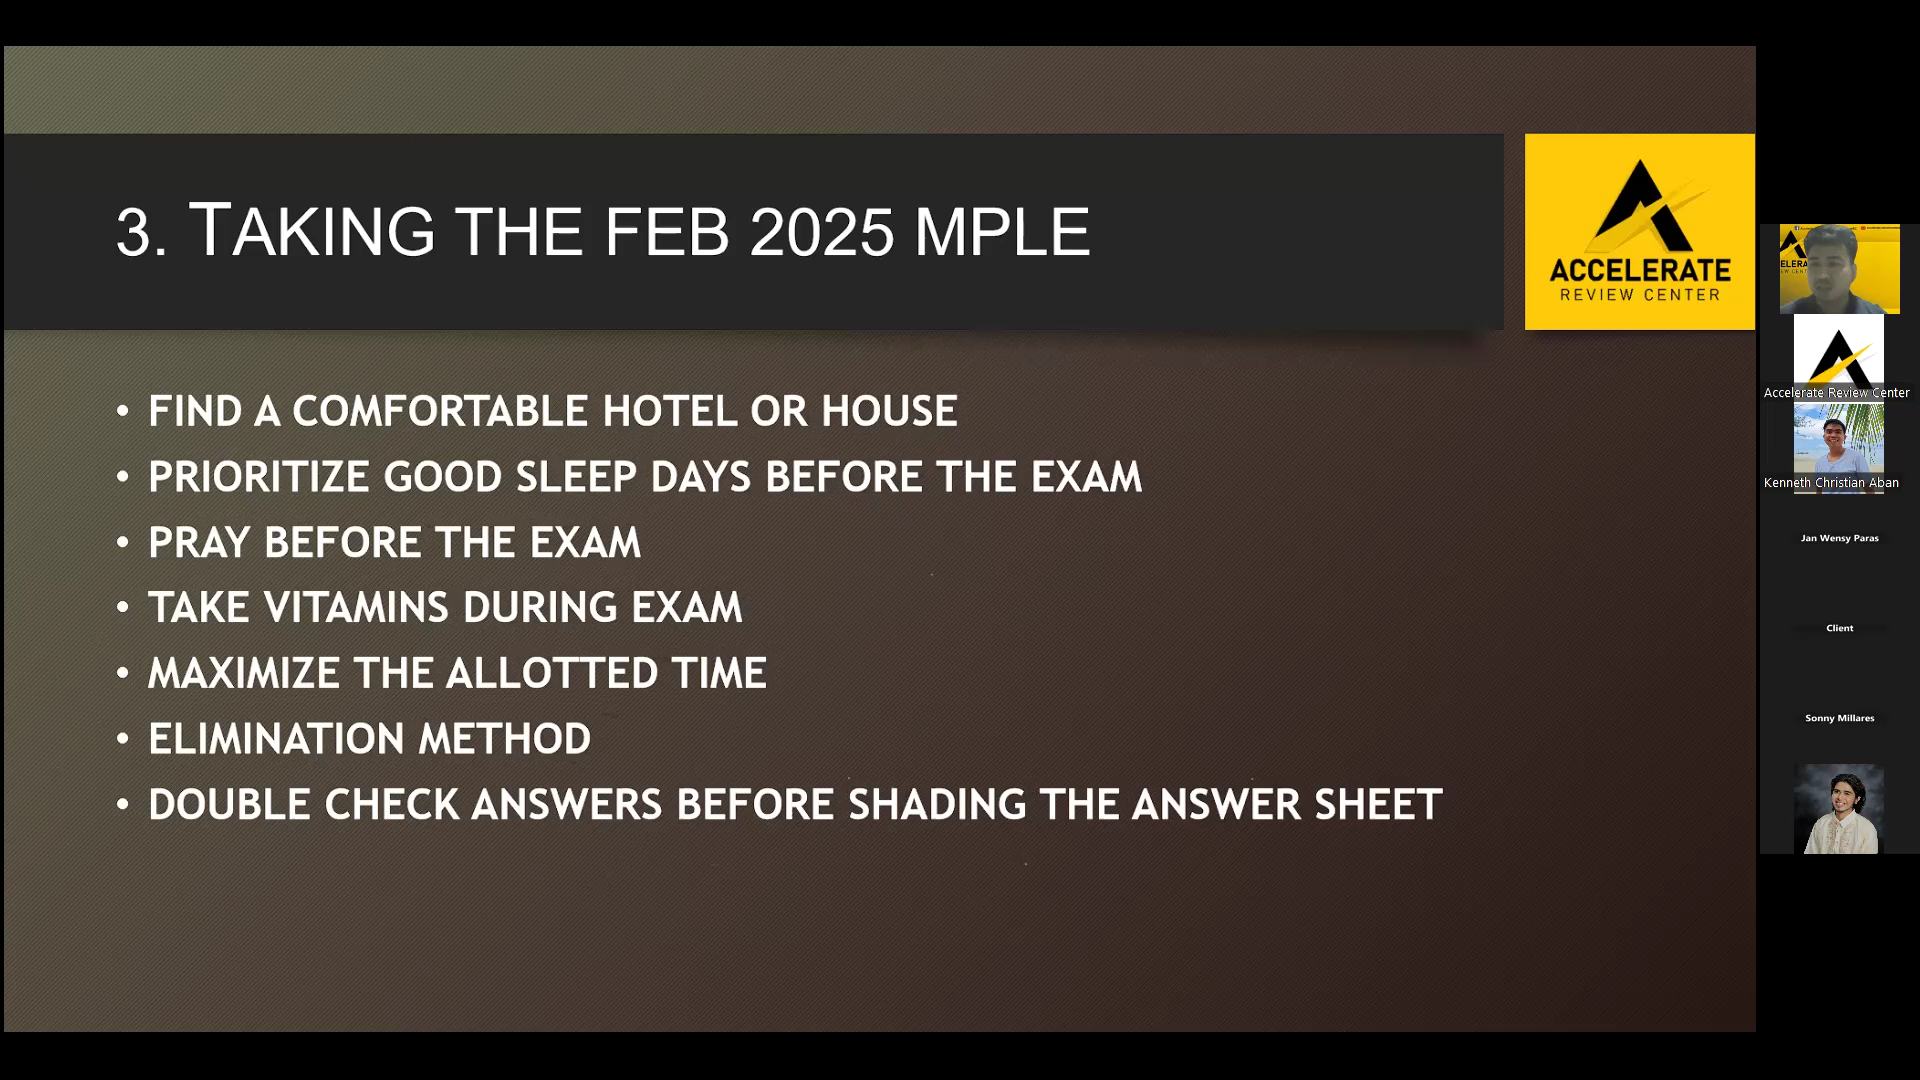 3. TAKING THE FEB 2025 MPLE
ACCELERATE
REVIEW CENTER
• FIND A COMFORTABLE HOTEL OR HOUSE
• PRIORITIZE GOOD SLEEP DAYS BEFORE THE EXAM
• PRAY BEFORE THE EXAM
• TAKE VITAMINS DURING EXAM
• MAXIMIZE THE ALLOTTED TIME
• ELIMINATION METHOD
• DOUBLE CHECK ANSWERS BEFORE SHADING THE ANSWER SHEET
Accelerate Review Center
Kenneth Christian Aban
Jan Wensy Paras
Client
Sonny Millares